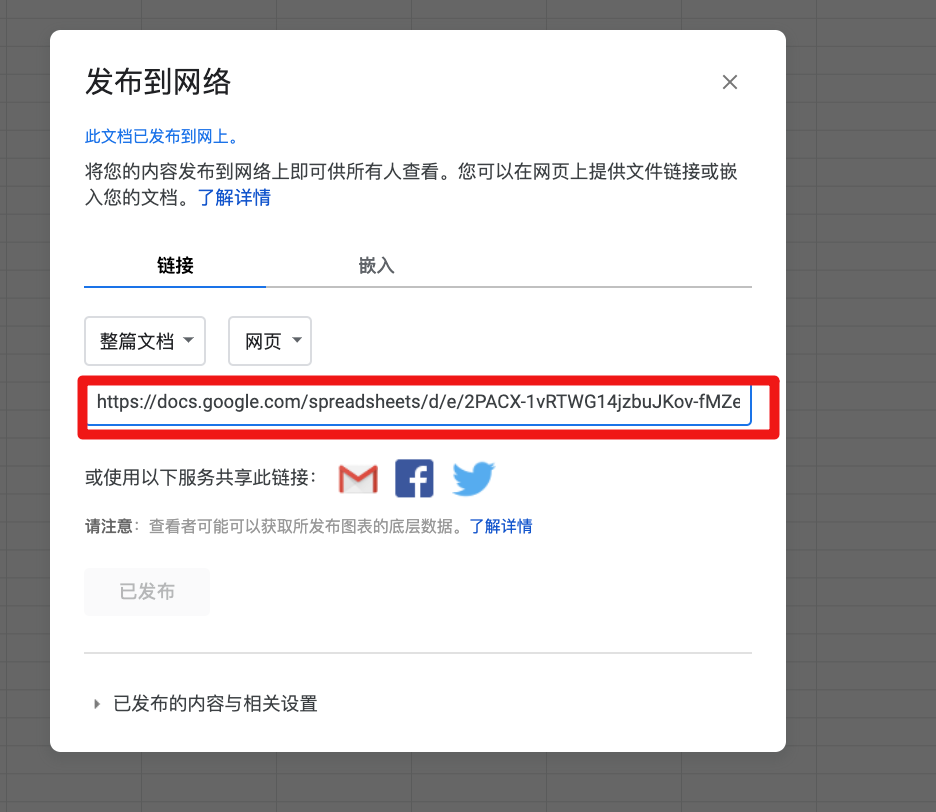 发布到网络
此文档已发布到网上。
将您的内容发布到网络上即可供所有人查看。您可以在网页上提供文件链接或嵌
入您的文档。了解详情
链接 嵌入
整篇文档 网页
https://docs.google.com/spreadsheets/d/e/2PACX-1vRTWG14jzbuJKov-fMZe
或使用以下服务共享此链接：
请注意：查看者可能可以获取所发布图表的底层数据。了解详情
已发布
已发布的内容与相关设置